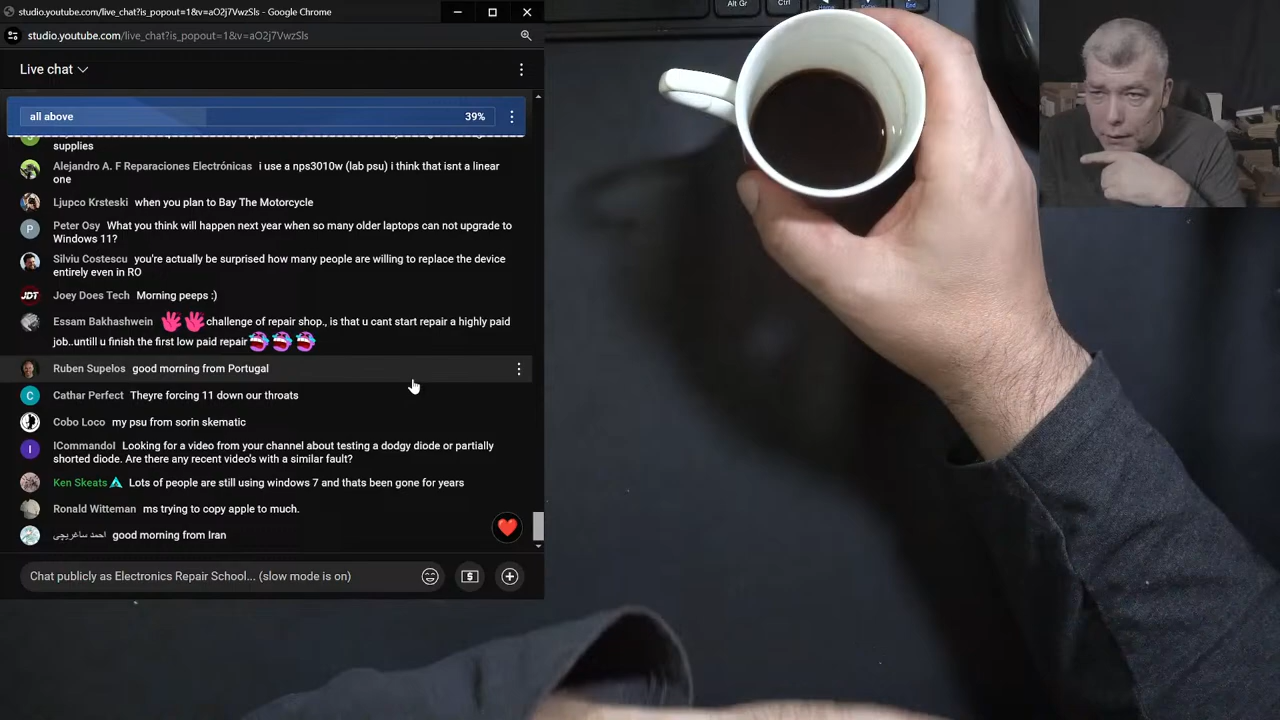 studio.youtube.com/live_chat?is_popout=1&v=aO2j7VwzSls - Google Chrome
studio.youtube.com/live_chat?is_popout=1&v=aO2j7VwzSls
Live chat
all above 39%
supplies
Alejandro A. F Reparaciones Electrónicas i use a nps3010w (lab psu) i think that isnt a linear
one
Ljupco Krsteski when you plan to Bay The Motorcycle
P Peter Osy What you think will happen next year when so many older laptops can not upgrade to
Windows 11?
Silviu Costescu you're actually be surprised how many people are willing to replace the device
entirely even in RO
JDT Joey Does Tech Morning peeps :)
Essam Bakhashwein challenge of repair shop., is that u cant start repair a highly paid
job..untill u finish the first low paid repair
Ruben Supelos good morning from Portugal
C Cathar Perfect Theyre forcing 11 down our throats
Cobo Loco my psu from sorin skematic
I ICommandoI Looking for a video from your channel about testing a dodgy diode or partially
shorted diode. Are there any recent video's with a similar fault?
Ken Skeats Lots of people are still using windows 7 and thats been gone for years
Ronald Witteman ms trying to copy apple to much.
احمد ساغریچی good morning from Iran
Chat publicly as Electronics Repair School... (slow mode is on)
Alt Gr
Ctrl
Home
End